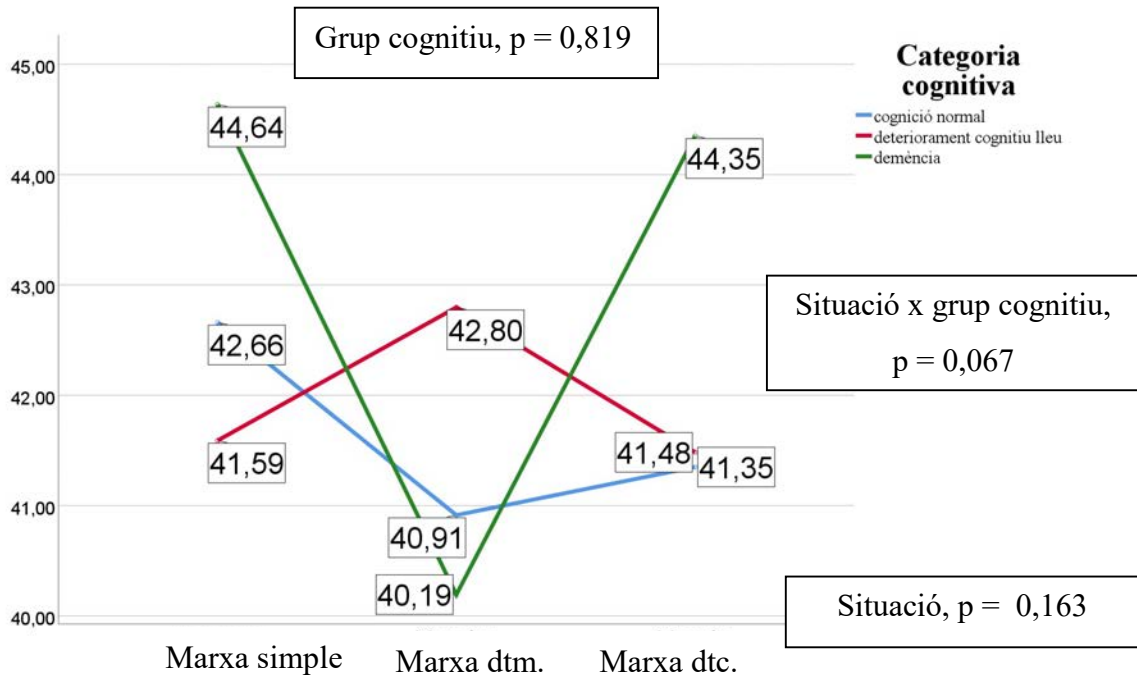 Grup cognitiu, p = 0,819
Categoria
cognitiva
cognició normal
deteriorament cognitiu lleu
demència
45,00
44,00
43,00
42,00
41,00
40,00
44,64
42,66
41,59
42,80
40,91
40,19
44,35
41,48
41,35
Situació x grup cognitiu,
p = 0,067
Situació, p = 0,163
Marxa simple
Marxa dtm.
Marxa dtc.